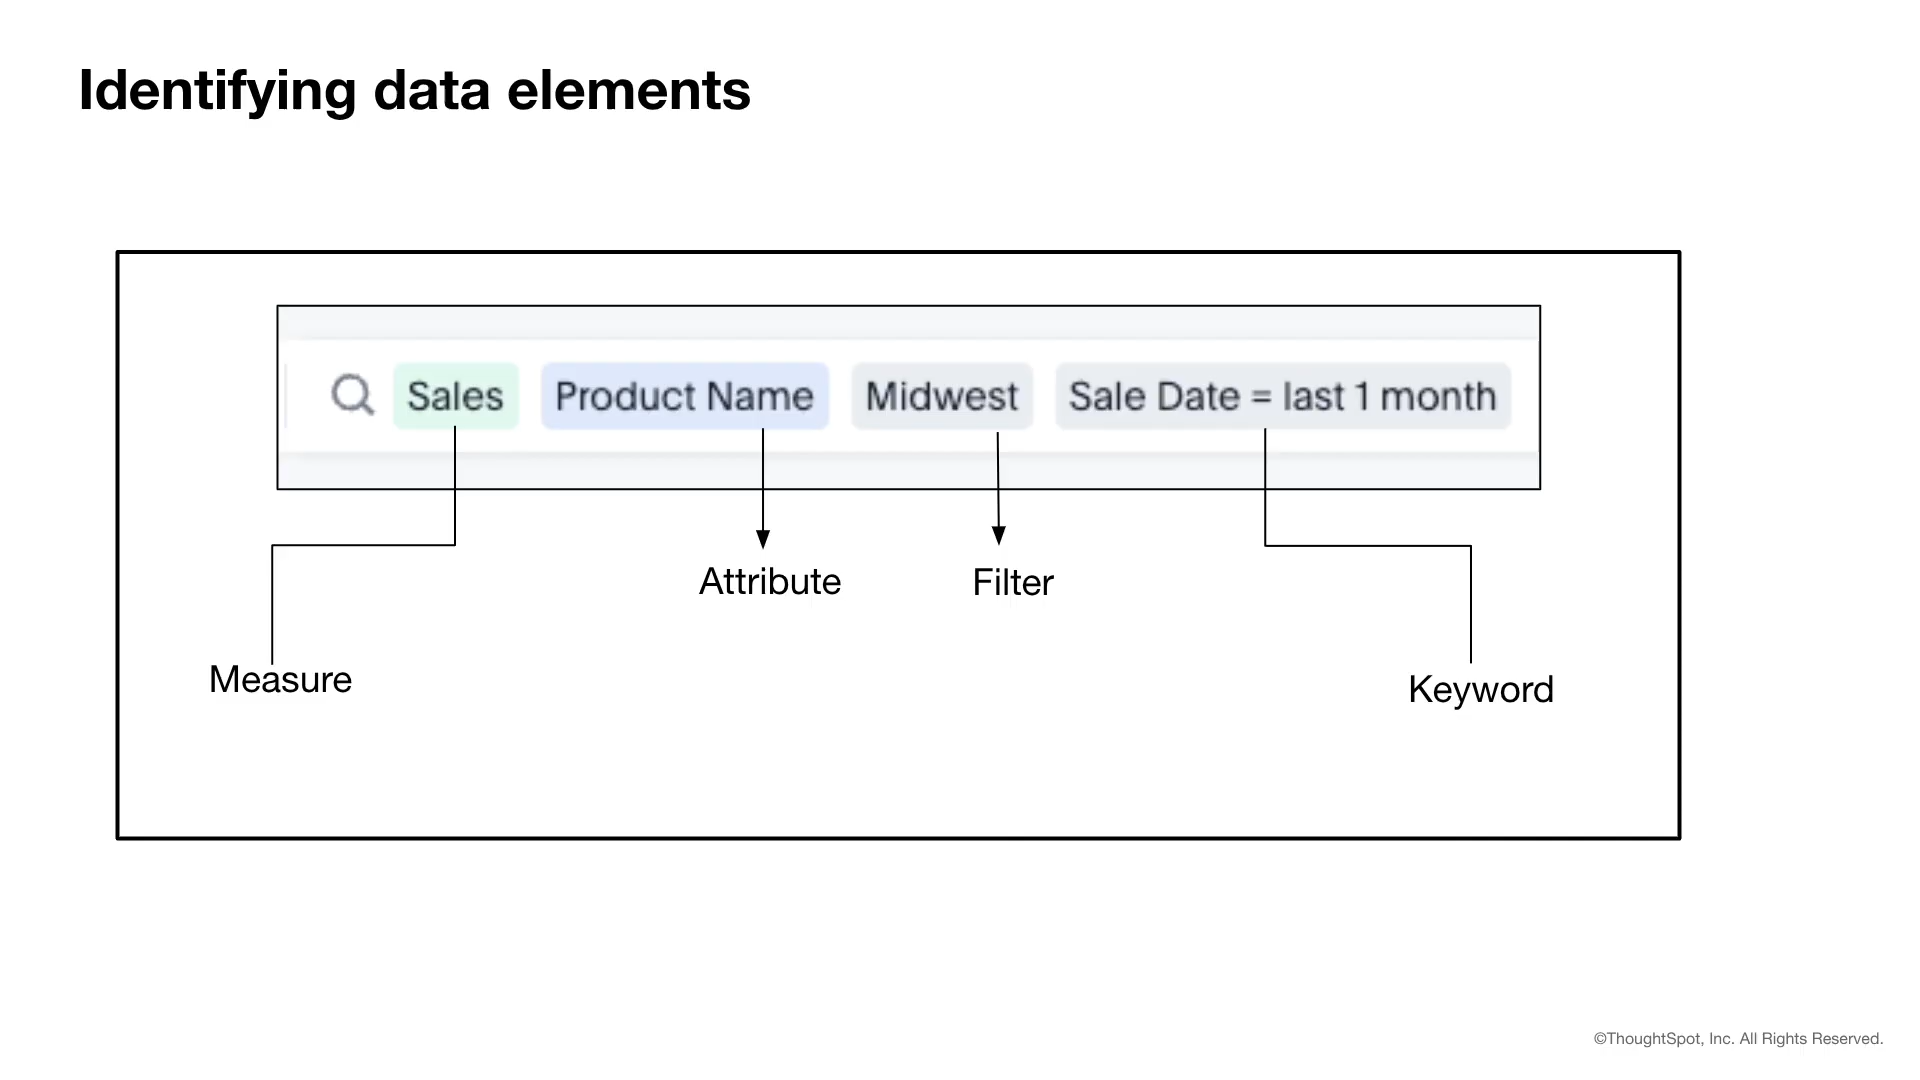 Identifying data elements
Sales Product Name Midwest Sale Date = last 1 month
Attribute Filter
Measure
Keyword
©ThoughtSpot, Inc. All Rights Reserved.